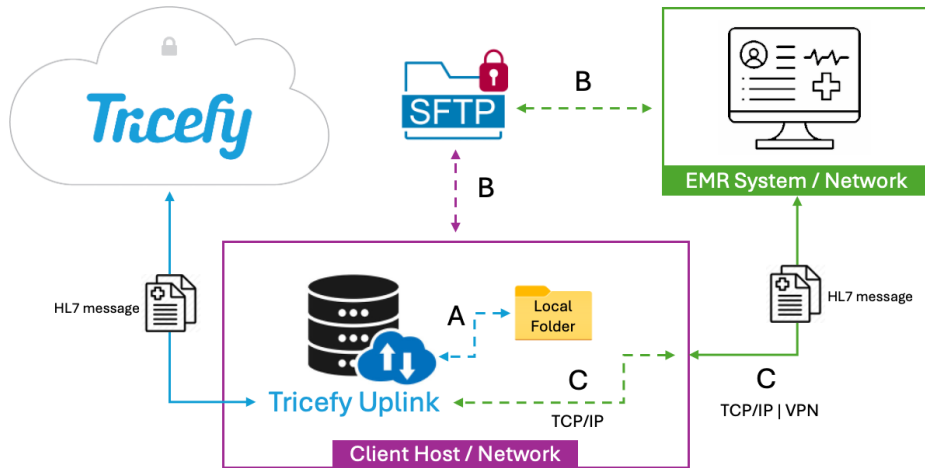 Tricefy
SFTP
B
EMR System / Network
B
HL7 message
HL7 message
A
Local
Folder
Tricefy Uplink
C
TCP/IP
C
TCP/IP | VPN
Client Host / Network